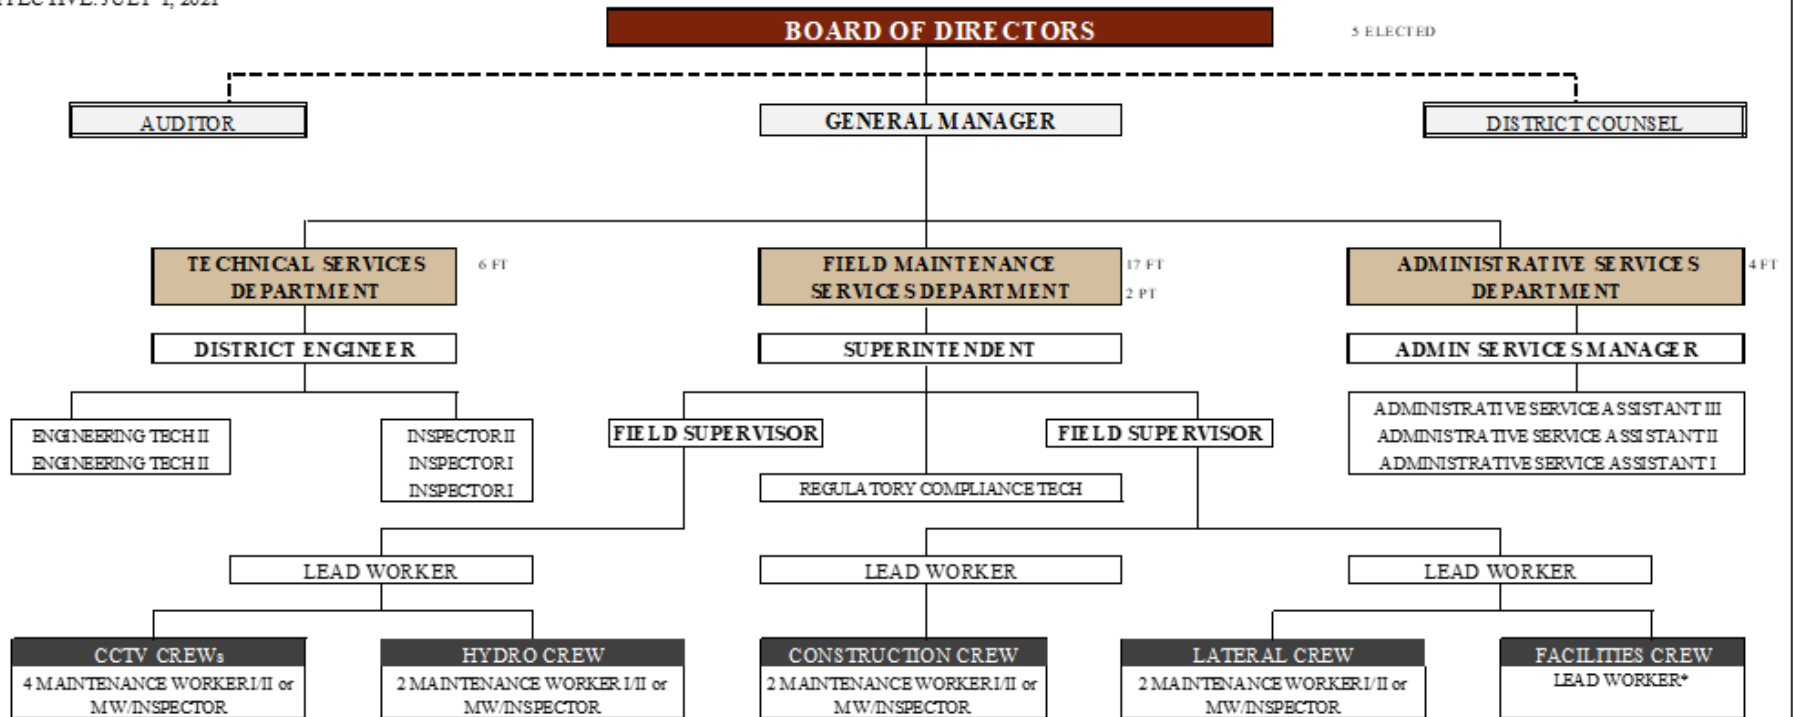 JULY 1, 2021
BOARD OF DIRECTORS
5 ELECTED
AUDITOR
GENERAL MANAGER
DISTRICT COUNSEL
TECHNICAL SERVICES
DEPARTMENT
6 FT
FIELD MAINTENANCE
SERVICES DEPARTMENT
17 FT
2 PT
ADMINISTRATIVE SERVICES
DEPARTMENT
4 FT
DISTRICT ENGINEER
SUPERINTENDENT
ADMIN SERVICES MANAGER
ENGINEERING TECH II
ENGINEERING TECH II
INSPECTOR II
INSPECTOR I
INSPECTOR I
FIELD SUPERVISOR
FIELD SUPERVISOR
ADMINISTRATIVE SERVICE ASSISTANT III
ADMINISTRATIVE SERVICE ASSISTANT II
ADMINISTRATIVE SERVICE ASSISTANT I
REGULATORY COMPLIANCE TECH
LEAD WORKER
LEAD WORKER
LEAD WORKER
CCTV CREWs
4 MAINTENANCE WORKER I/II or
MW/INSPECTOR
HYDRO CREW
2 MAINTENANCE WORKER I/II or
MW/INSPECTOR
CONSTRUCTION CREW
2 MAINTENANCE WORKER I/II or
MW/INSPECTOR
LATERAL CREW
2 MAINTENANCE WORKER I/II or
MW/INSPECTOR
FACILITIES CREW
LEAD WORKER*